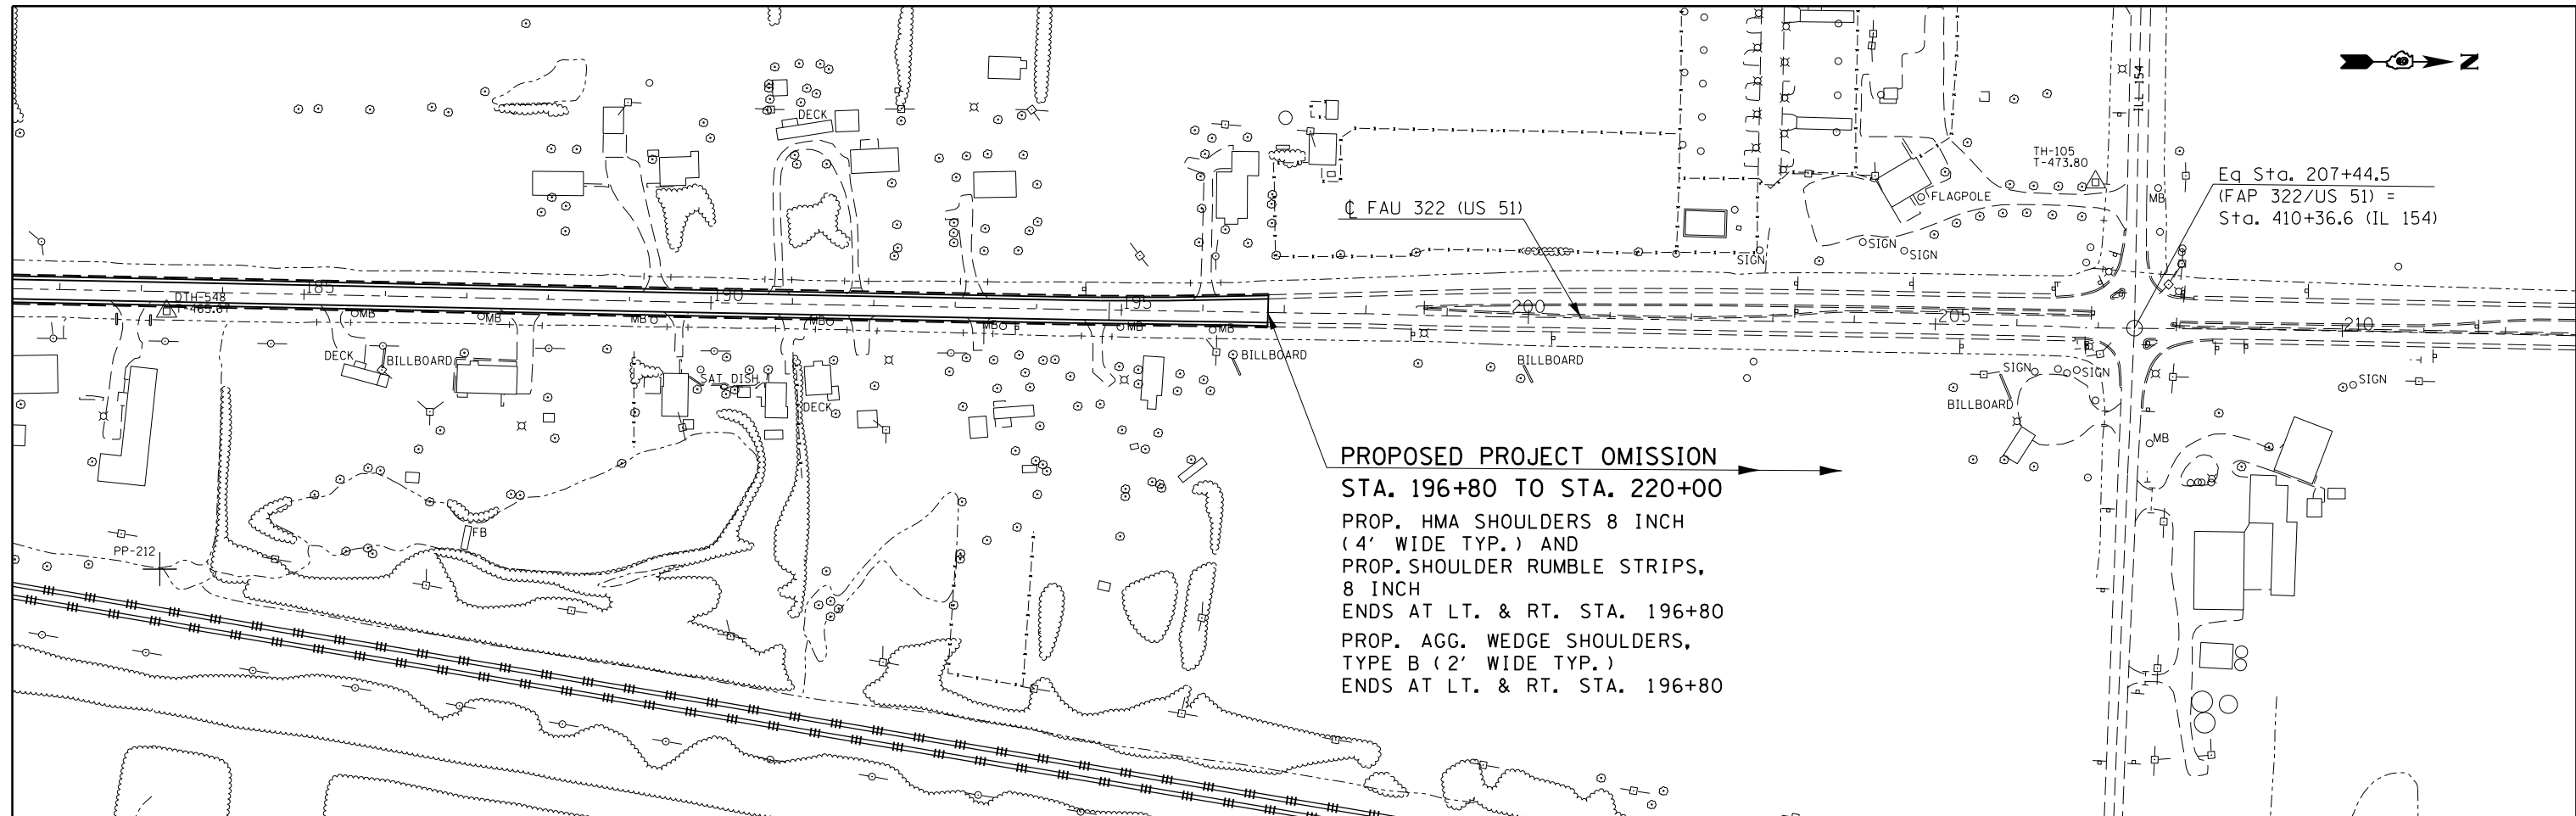 DECK
IL 154
N
TH-105
T-473.80
MB
Eq Sta. 207+44.5
(FAP 322/US 51) =
Sta. 410+36.6 (IL 154)
℄ FAU 322 (US 51)
FLAGPOLE
SIGN
SIGN
SIGN
DTH-548
185
190
195
200
205
210
MB
MB
MB
MB
MB
MB
MB
DECK
BILLBOARD
SAT DISH
DECK
BILLBOARD
BILLBOARD
SIGN
SIGN
SIGN
BILLBOARD
MB
PROPOSED PROJECT OMISSION
STA. 196+80 TO STA. 220+00
PROP. HMA SHOULDERS 8 INCH
(4' WIDE TYP.) AND
PROP. SHOULDER RUMBLE STRIPS,
8 INCH
ENDS AT LT. & RT. STA. 196+80
PROP. AGG. WEDGE SHOULDERS,
TYPE B (2' WIDE TYP.)
ENDS AT LT. & RT. STA. 196+80
FB
PP-212